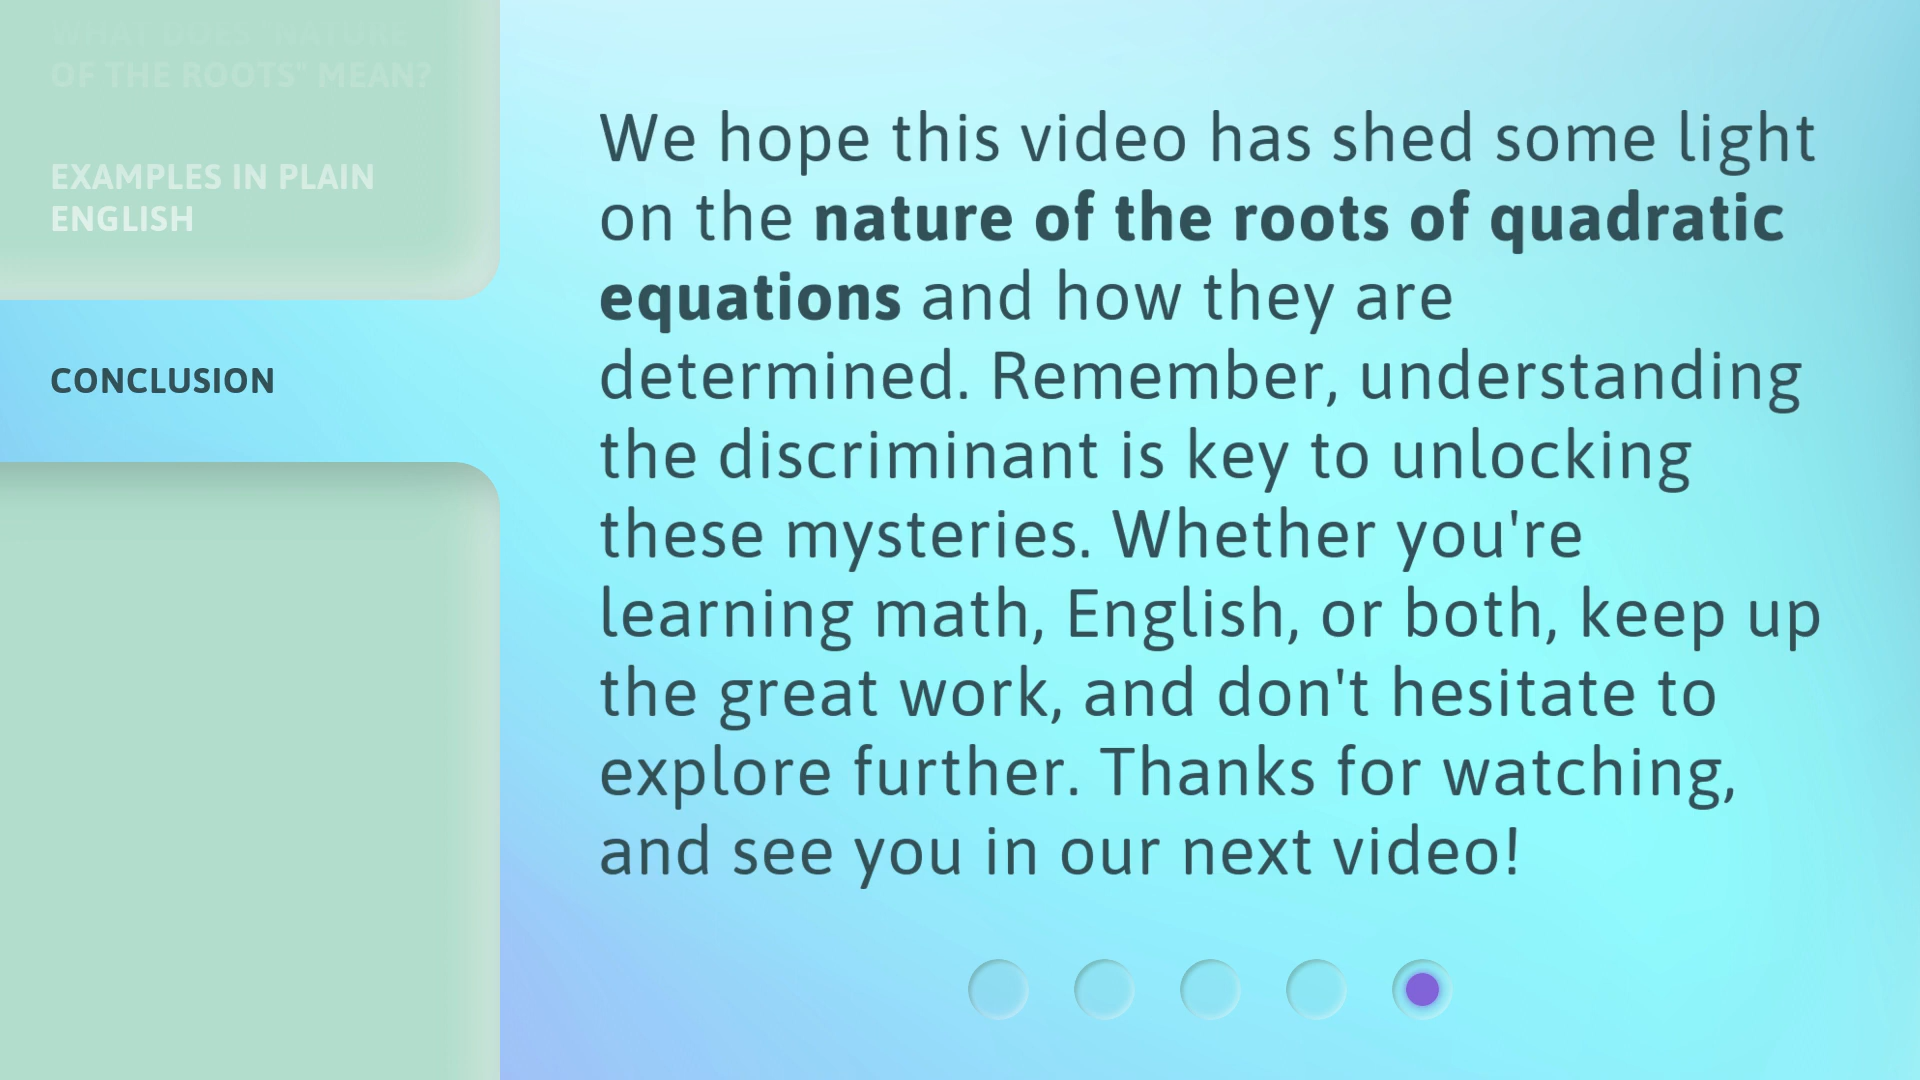 WHAT DOES "NATURE
OF THE ROOTS" MEAN?
EXAMPLES IN PLAIN
ENGLISH
CONCLUSION
We hope this video has shed some light
on the nature of the roots of quadratic
equations and how they are
determined. Remember, understanding
the discriminant is key to unlocking
these mysteries. Whether you're
learning math, English, or both, keep up
the great work, and don't hesitate to
explore further. Thanks for watching,
and see you in our next video!